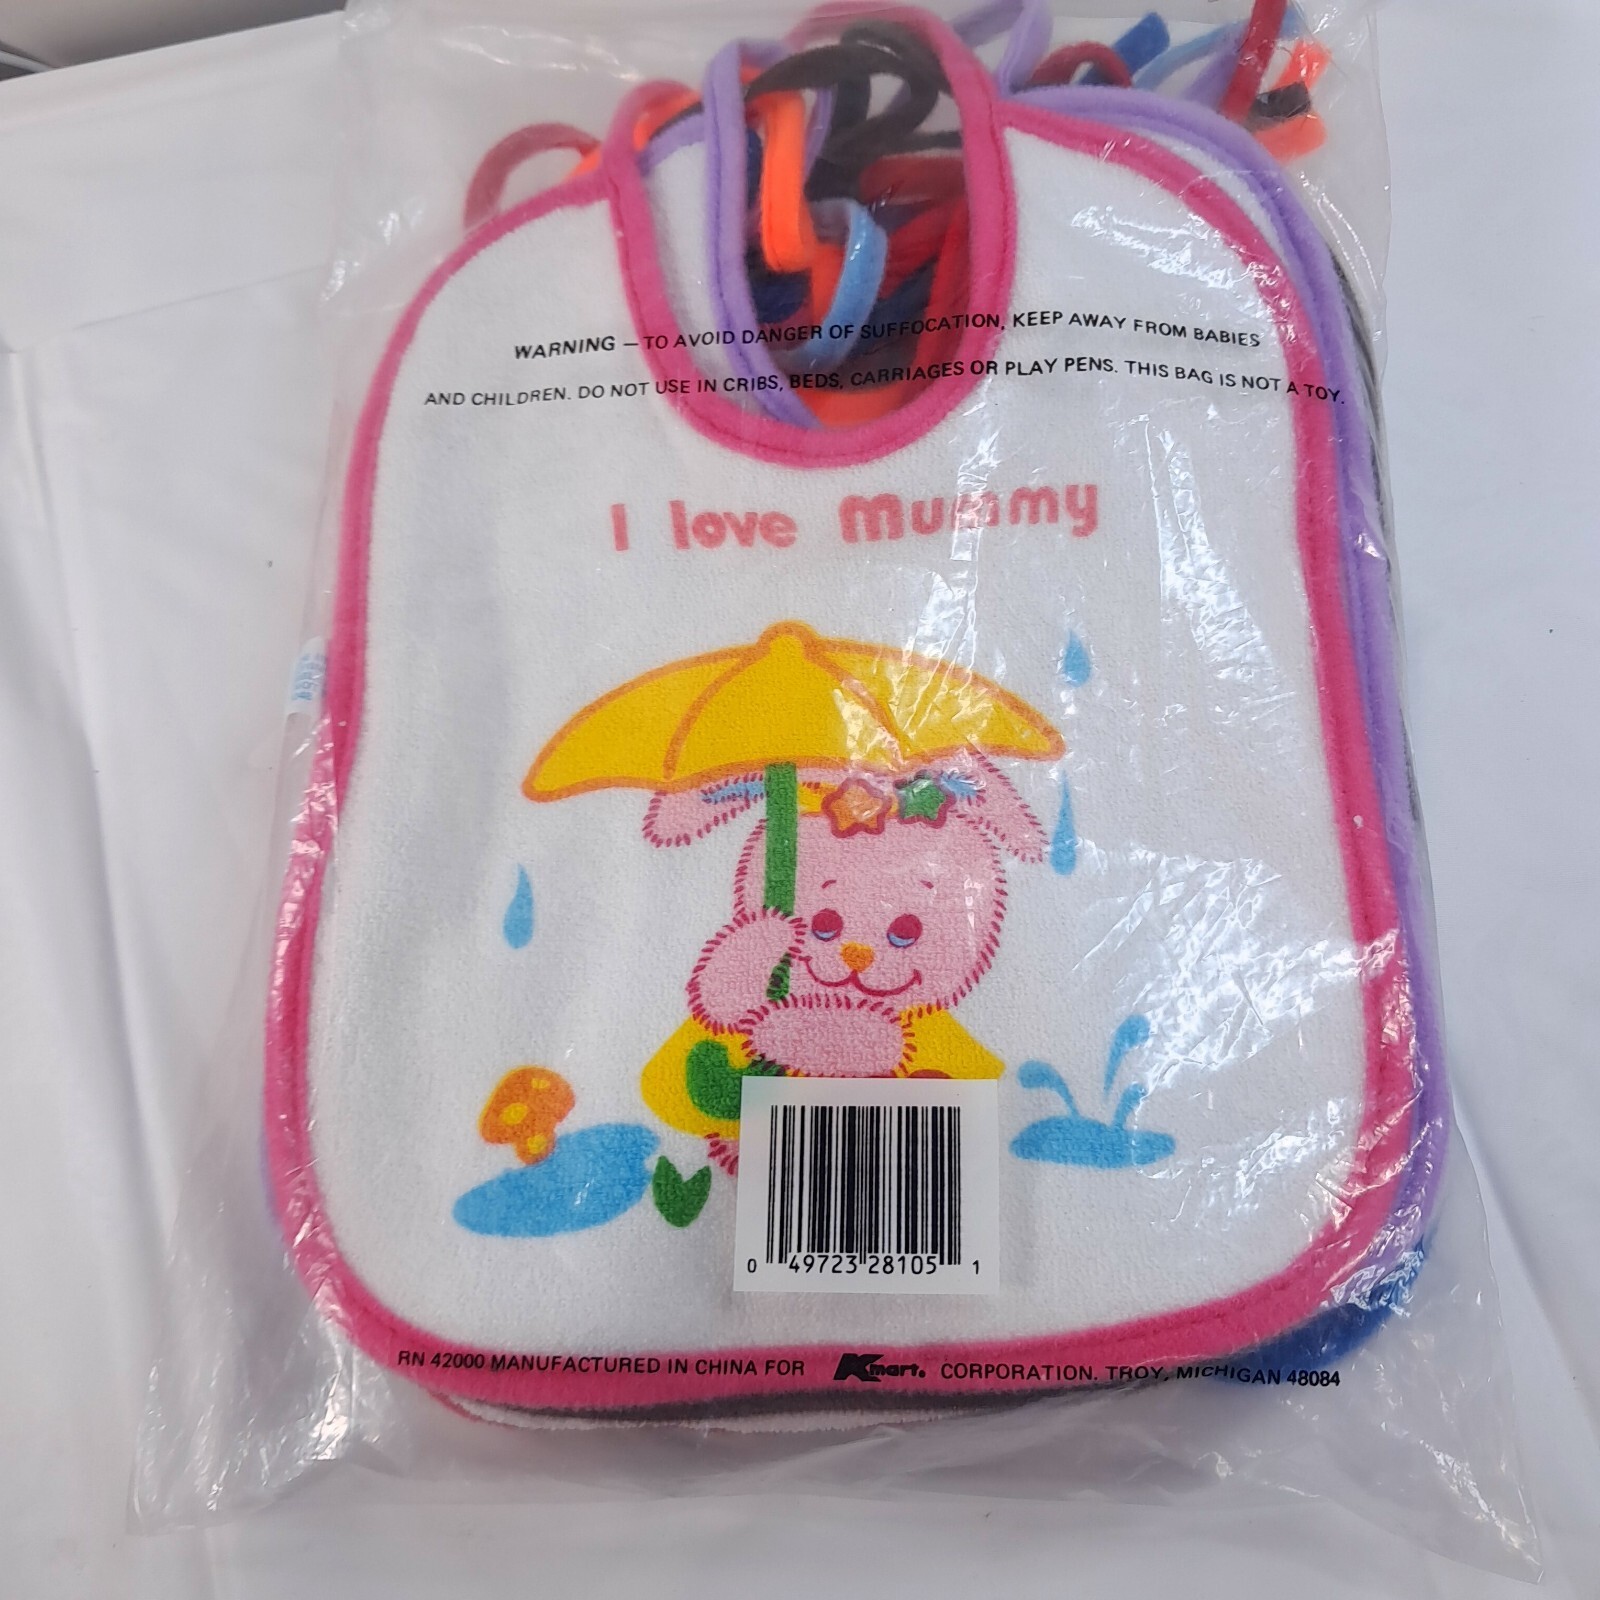 WARNING — TO AVOID DANGER OF SUFFOCATION, KEEP AWAY FROM BABIES
AND CHILDREN. DO NOT USE IN CRIBS, BEDS, CARRIAGES OR PLAY PENS. THIS BAG IS NOT A TOY.
I love Mummy
0 49723 28105 1
RN 42000 MANUFACTURED IN CHINA FOR Kmart. CORPORATION. TROY, MICHIGAN 48084